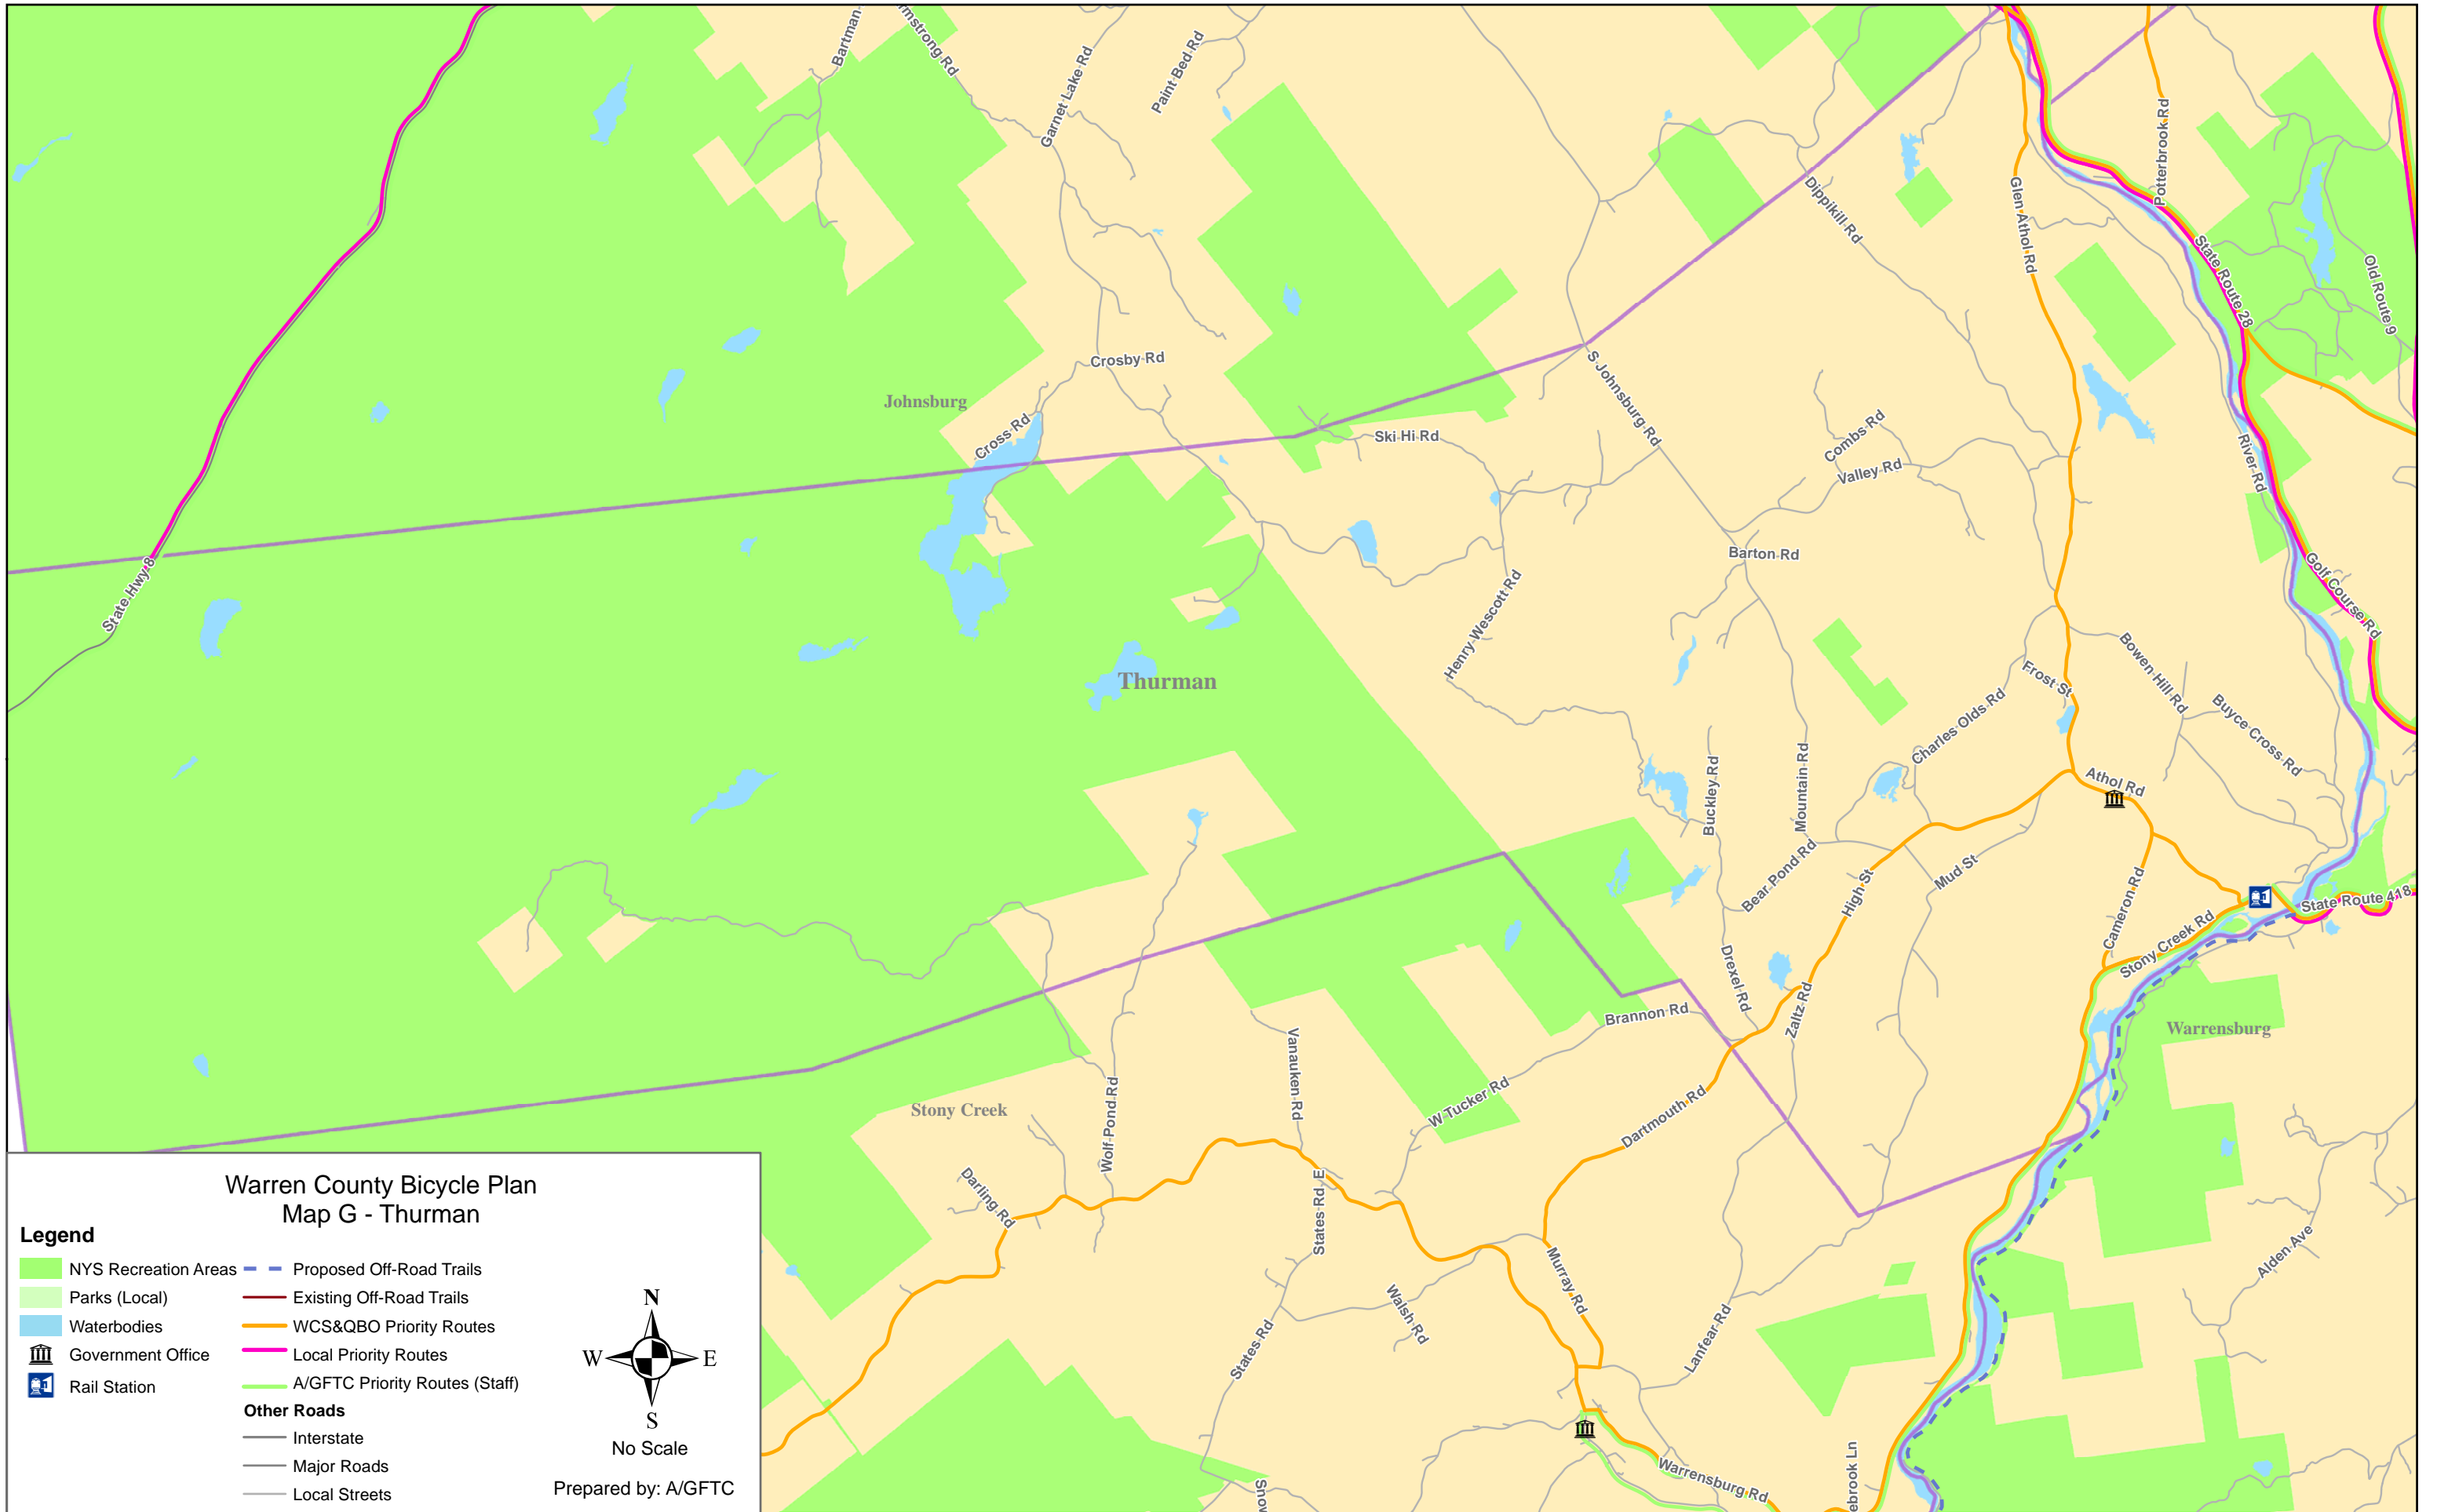 Bartman
mstrong Rd
Garnet Lake Rd
Paint Bed Rd
Potterbrook Rd
Dippikill Rd
Glen Athol Rd
State Route 28
Old Route 9
Crosby Rd
Johnsburg
Cross Rd
Ski Hi Rd
S Johnsburg Rd
Combs Rd
Valley Rd
River Rd
Barton Rd
State Hwy 8
Golf Course Rd
Henry Wescott Rd
Thurman
Frost St
Bowen Hill Rd
Buyce Cross Rd
Charles Olds Rd
Buckley Rd
Mountain Rd
Athol Rd
Bear Pond Rd
High St
Mud St
Cameron Rd
State Route 418
Stony Creek Rd
Drexel Rd
Zaltz Rd
Brannon Rd
Warrensburg
Vanauken Rd
Wolf Pond Rd
Stony Creek
W Tucker Rd
Dartmouth Rd
Darling Rd
States Rd E
Murray Rd
Walsh Rd
States Rd
Lanfear Rd
Alden Ave
Warrensburg Rd
ebrook Ln
Snow
Warren County Bicycle Plan
Map G - Thurman
Legend
NYS Recreation Areas
Parks (Local)
Waterbodies
Government Office
Rail Station
Proposed Off-Road Trails
Existing Off-Road Trails
WCS&QBO Priority Routes
Local Priority Routes
A/GFTC Priority Routes (Staff)
Other Roads
Interstate
Major Roads
Local Streets
N
W E
S
No Scale
Prepared by: A/GFTC